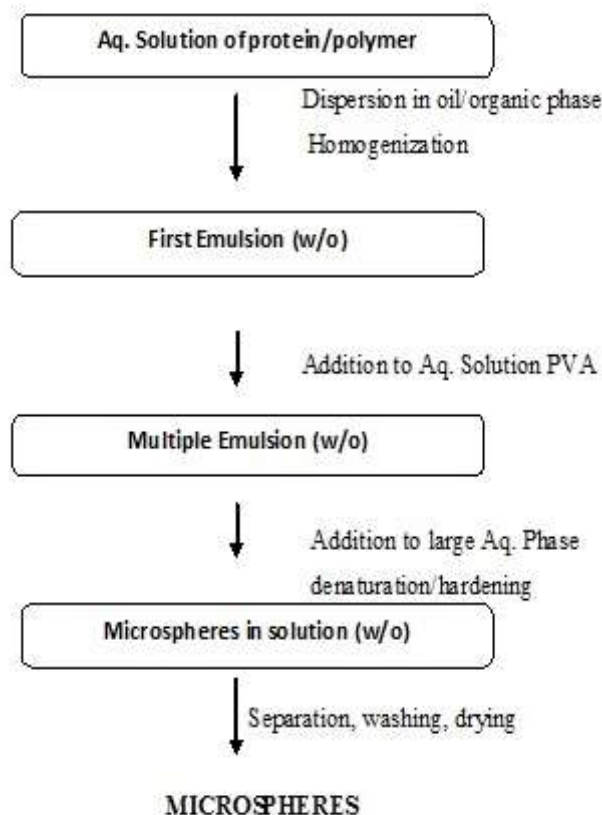 Aq. Solution of protein/polymer
Dispersion in oil/organic phase
Homogenization
First Emulsion (w/o)
Addition to Aq. Solution PVA
Multiple Emulsion (w/o)
Addition to large Aq. Phase
denaturation/hardening
Microspheres in solution (w/o)
Separation, washing, drying
MICROSPHERES